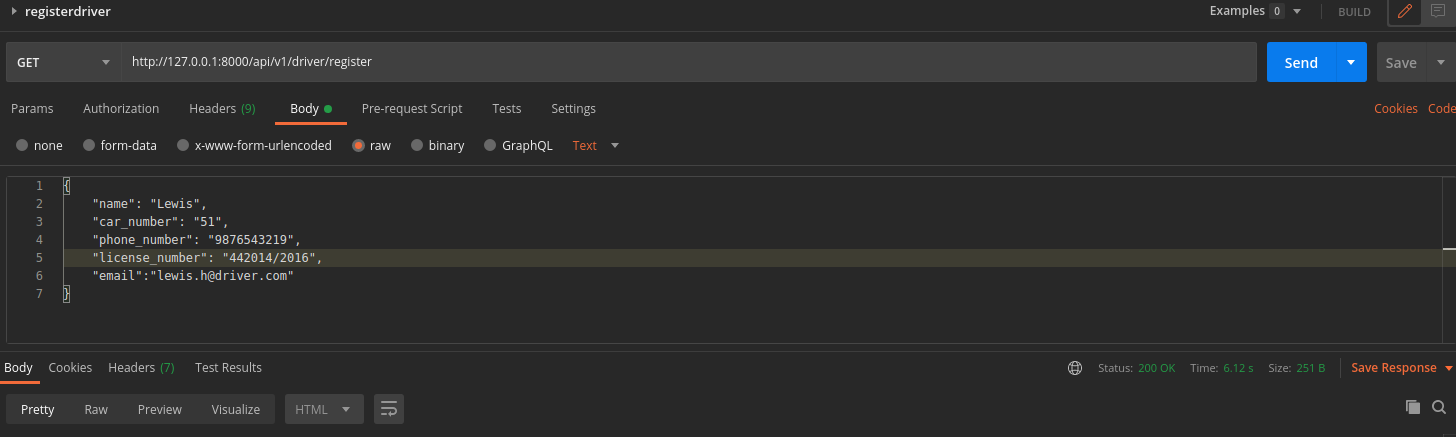 registerdriver Examples 0 BUILD
GET http://127.0.0.1:8000/api/v1/driver/register Send Save
Params Authorization Headers (9) Body Pre-request Script Tests Settings Cookies Code
none form-data x-www-form-urlencoded raw binary GraphQL Text
1 {
2 "name": "Lewis",
3 "car_number": "51",
4 "phone_number": "9876543219",
5 "license_number": "442014/2016",
6 "email":"lewis.h@driver.com"
7 }
Body Cookies Headers (7) Test Results Status: 200 OK Time: 6.12 s Size: 251 B Save Response
Pretty Raw Preview Visualize HTML